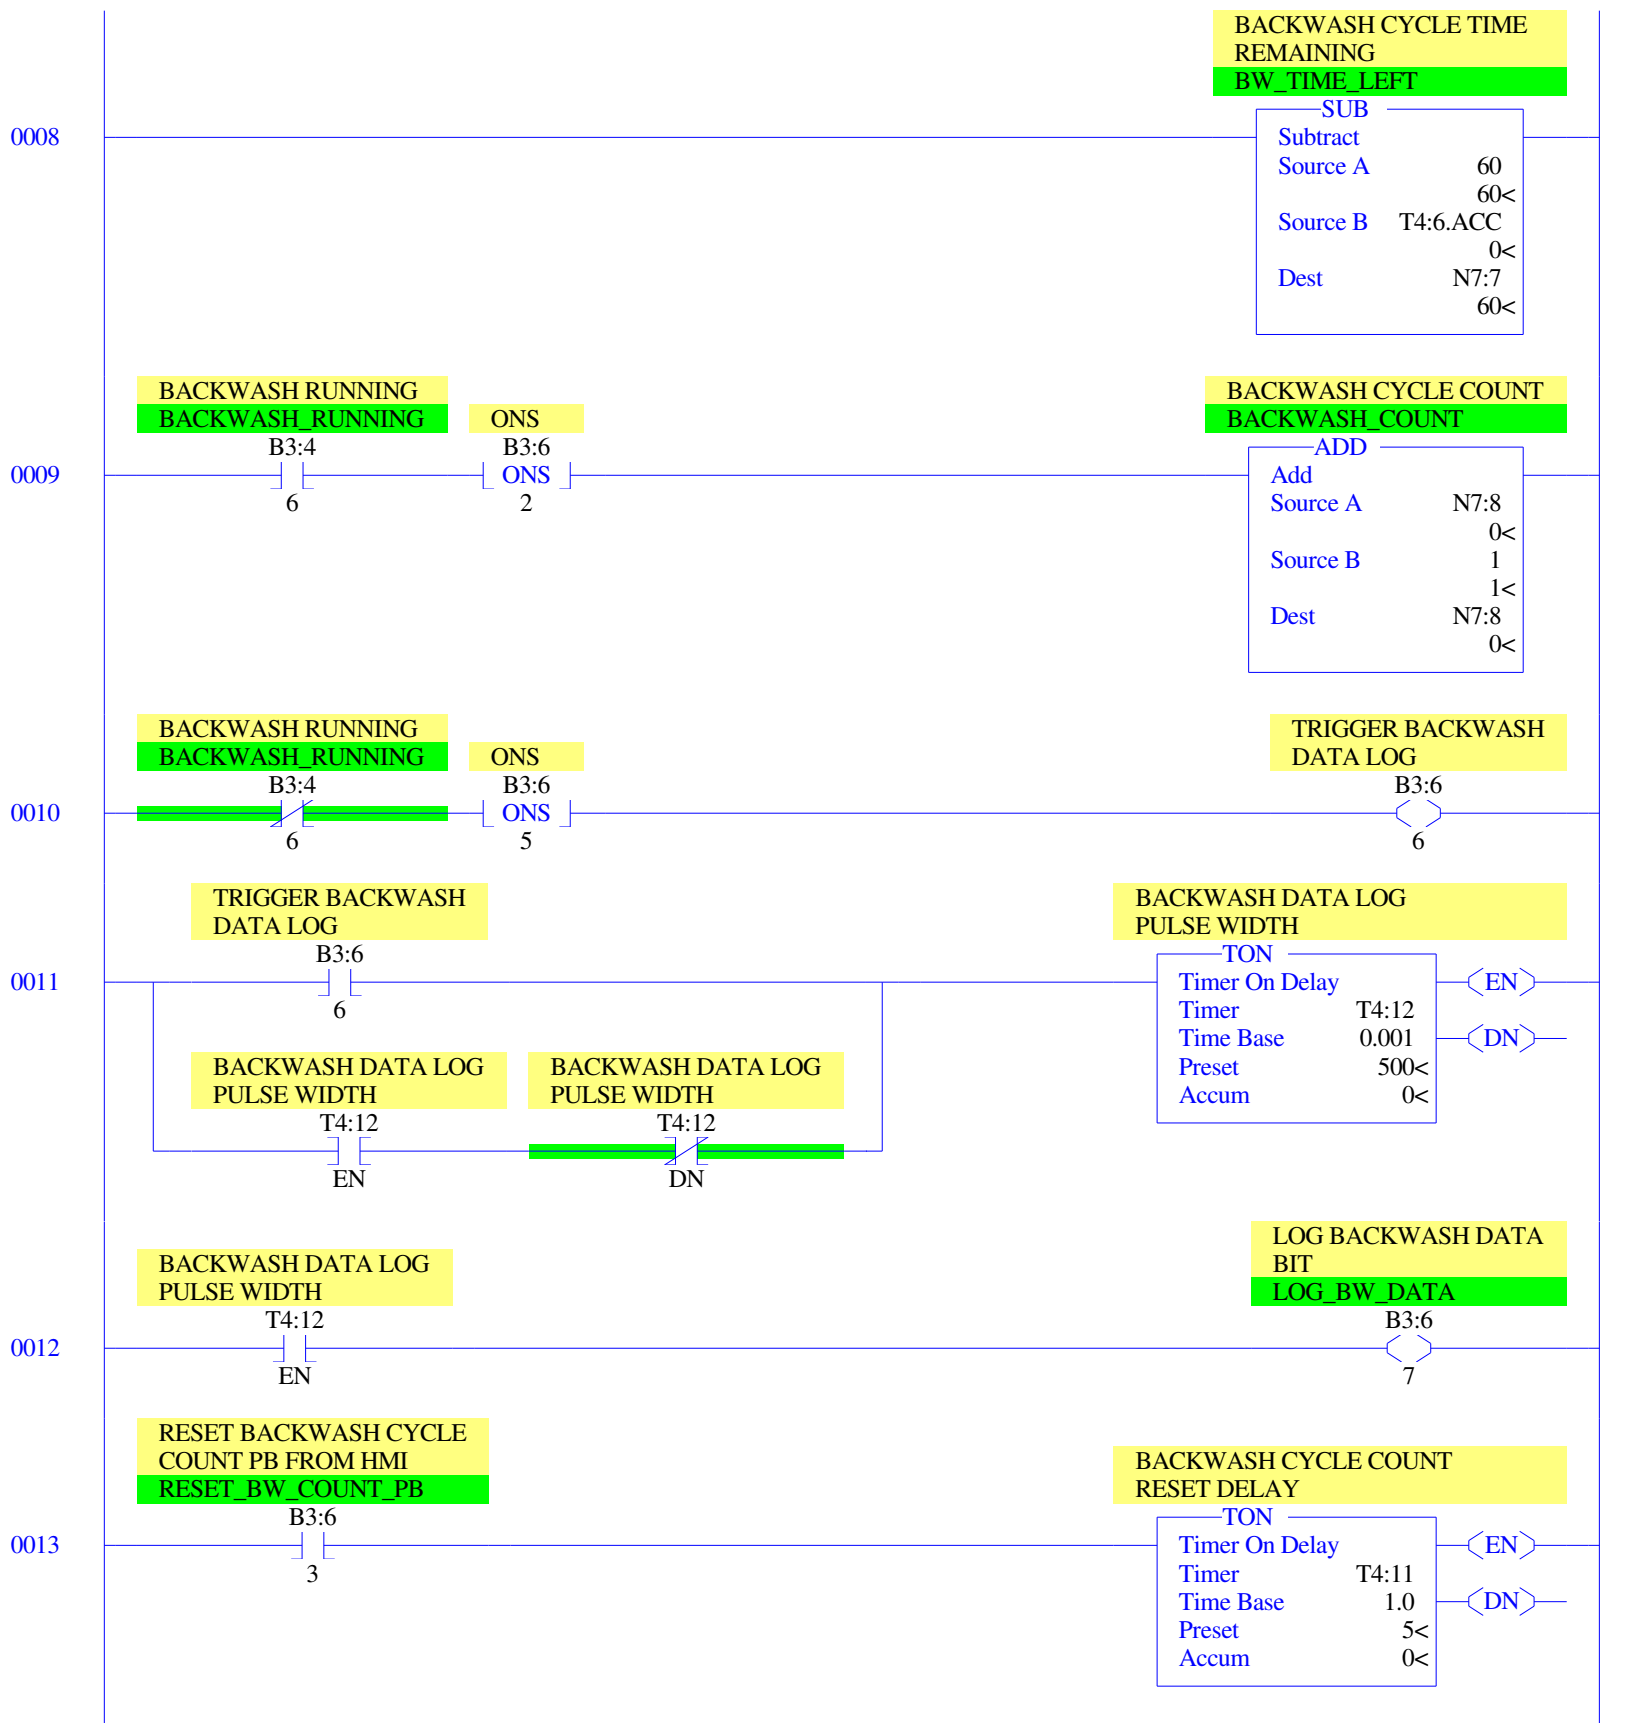 BACKWASH CYCLE TIME
REMAINING
BW_TIME_LEFT
SUB
0008
Subtract
Source A 60
60<
Source B T4:6.ACC
0<
Dest N7:7
60<
BACKWASH RUNNING
BACKWASH_RUNNING
B3:4
6
ONS
B3:6
ONS
2
BACKWASH CYCLE COUNT
BACKWASH_COUNT
ADD
0009
Add
Source A N7:8
0<
Source B 1
1<
Dest N7:8
0<
BACKWASH RUNNING
BACKWASH_RUNNING
B3:4
6
ONS
B3:6
ONS
5
TRIGGER BACKWASH
DATA LOG
B3:6
6
0010
TRIGGER BACKWASH
DATA LOG
B3:6
6
0011
BACKWASH DATA LOG
PULSE WIDTH
TON
Timer On Delay
Timer T4:12
Time Base 0.001
Preset 500<
Accum 0<
EN
DN
BACKWASH DATA LOG
PULSE WIDTH
T4:12
EN
BACKWASH DATA LOG
PULSE WIDTH
T4:12
DN
BACKWASH DATA LOG
PULSE WIDTH
T4:12
EN
0012
LOG BACKWASH DATA
BIT
LOG_BW_DATA
B3:6
7
RESET BACKWASH CYCLE
COUNT PB FROM HMI
RESET_BW_COUNT_PB
B3:6
3
0013
BACKWASH CYCLE COUNT
RESET DELAY
TON
Timer On Delay
Timer T4:11
Time Base 1.0
Preset 5<
Accum 0<
EN
DN